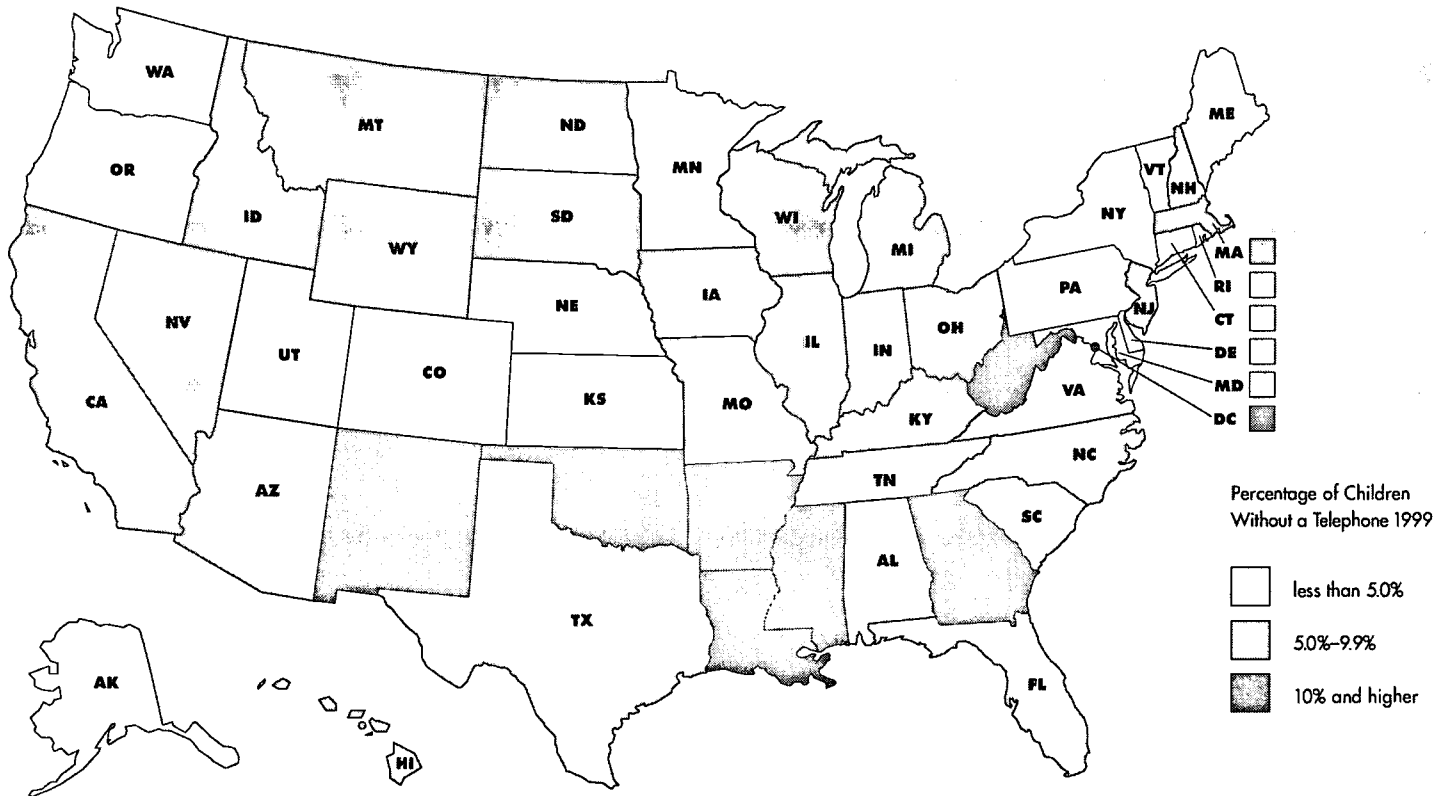 WA
MT
ND
MN
ME
OR
ID
SD
WI
VT
NH
NY
WY
MI
MA
IA
PA
RI
NE
NJ
CT
NV
OH
UT
IL
IN
DE
CO
MD
CA
KS
MO
VA
KY
DC
NC
AZ
TN
SC
AL
TX
AK
FL
HI
Percentage of Children
Without a Telephone 1999
less than 5.0%
5.0%–9.9%
10% and higher